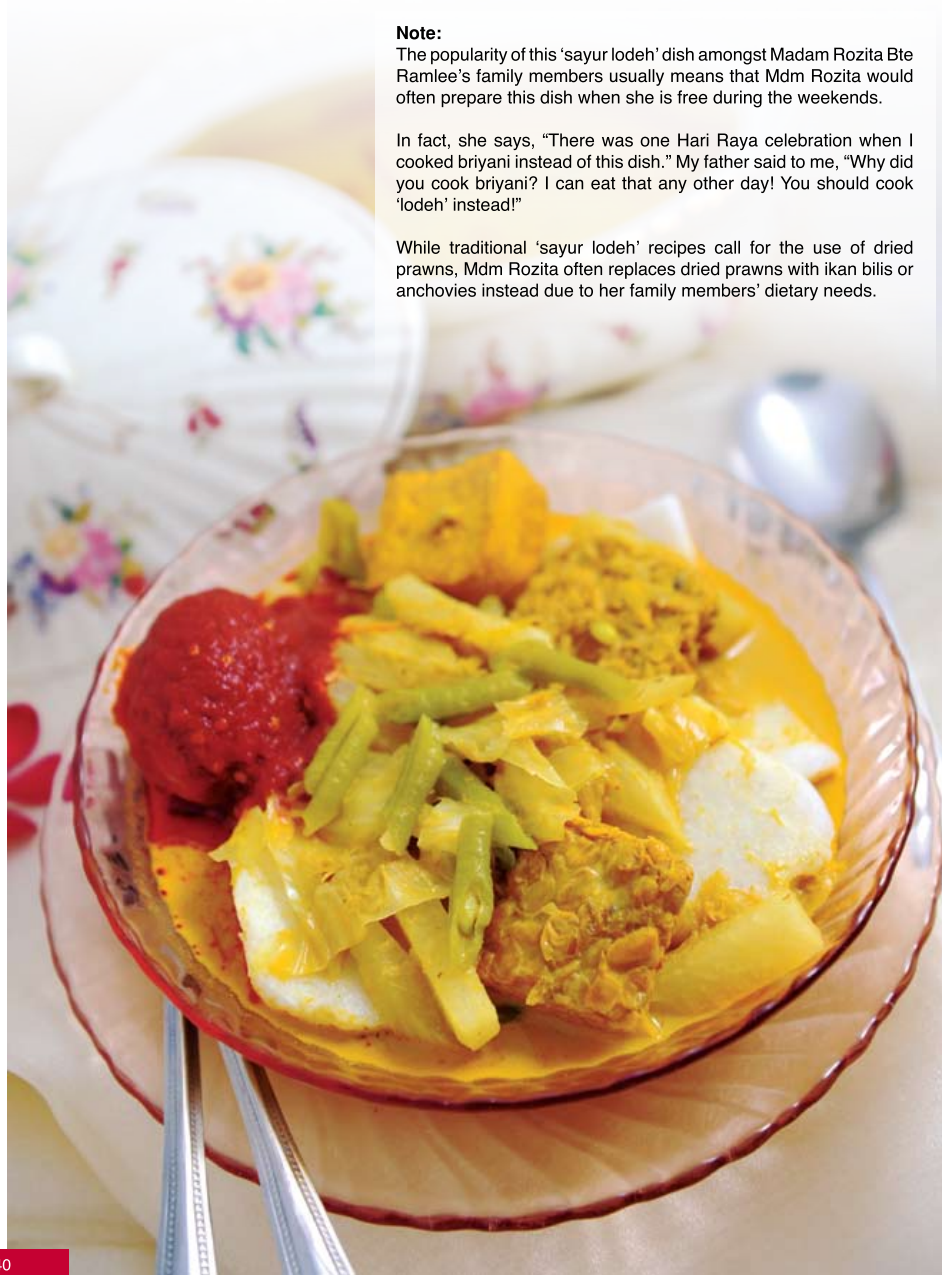 Note:
The popularity of this ‘sayur lodeh’ dish amongst Madam Rozita Bte
Ramlee’s family members usually means that Mdm Rozita would
often prepare this dish when she is free during the weekends.
In fact, she says, “There was one Hari Raya celebration when I
cooked briyani instead of this dish.” My father said to me, “Why did
you cook briyani? I can eat that any other day! You should cook
‘lodeh’ instead!”
While traditional ‘sayur lodeh’ recipes call for the use of dried
prawns, Mdm Rozita often replaces dried prawns with ikan bilis or
anchovies instead due to her family members’ dietary needs.